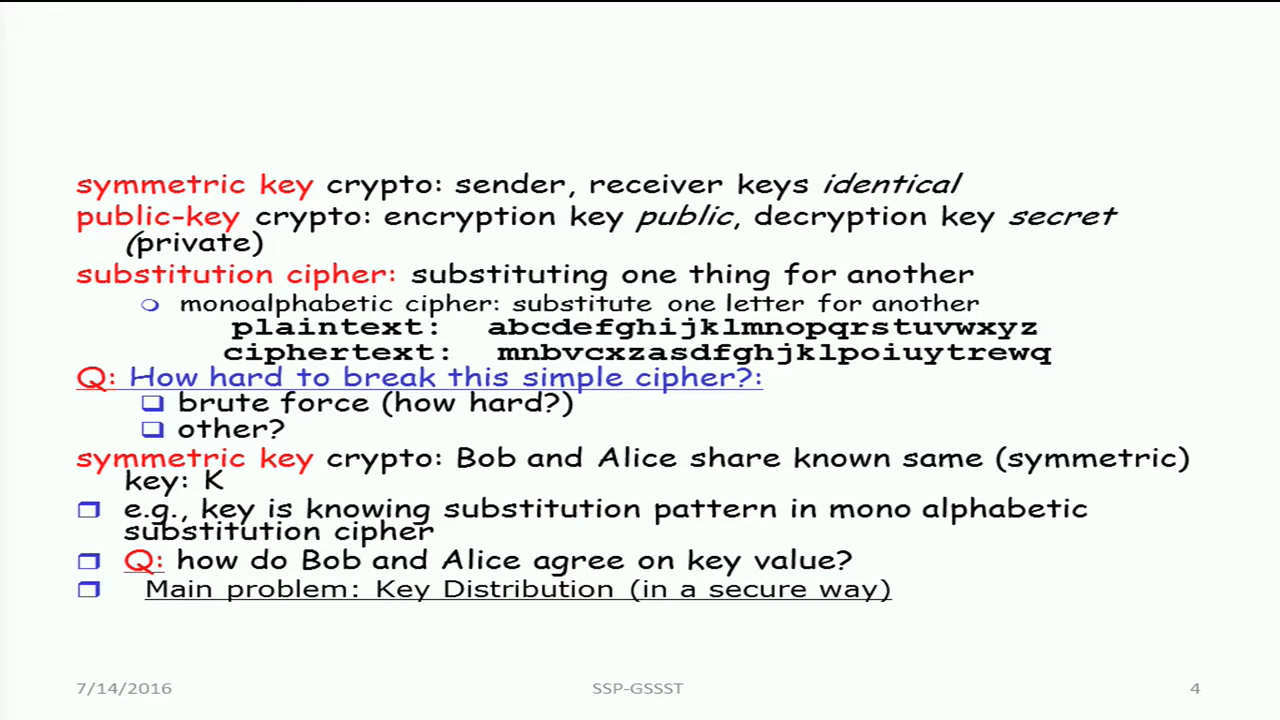 symmetric key crypto: sender, receiver keys identical
public-key crypto: encryption key public, decryption key secret
(private)
substitution cipher: substituting one thing for another
monoalphabetic cipher: substitute one letter for another
plaintext: abcdefghijklmnopqrstuvwxyz
ciphertext: mnbvcxzasdfghjklpoiuytrewq
Q: How hard to break this simple cipher?:
brute force (how hard?)
other?
symmetric key crypto: Bob and Alice share known same (symmetric)
key: K
e.g., key is knowing substitution pattern in mono alphabetic
substitution cipher
Q: how do Bob and Alice agree on key value?
Main problem: Key Distribution (in a secure way)
7/14/2016 SSP-GSSST 4